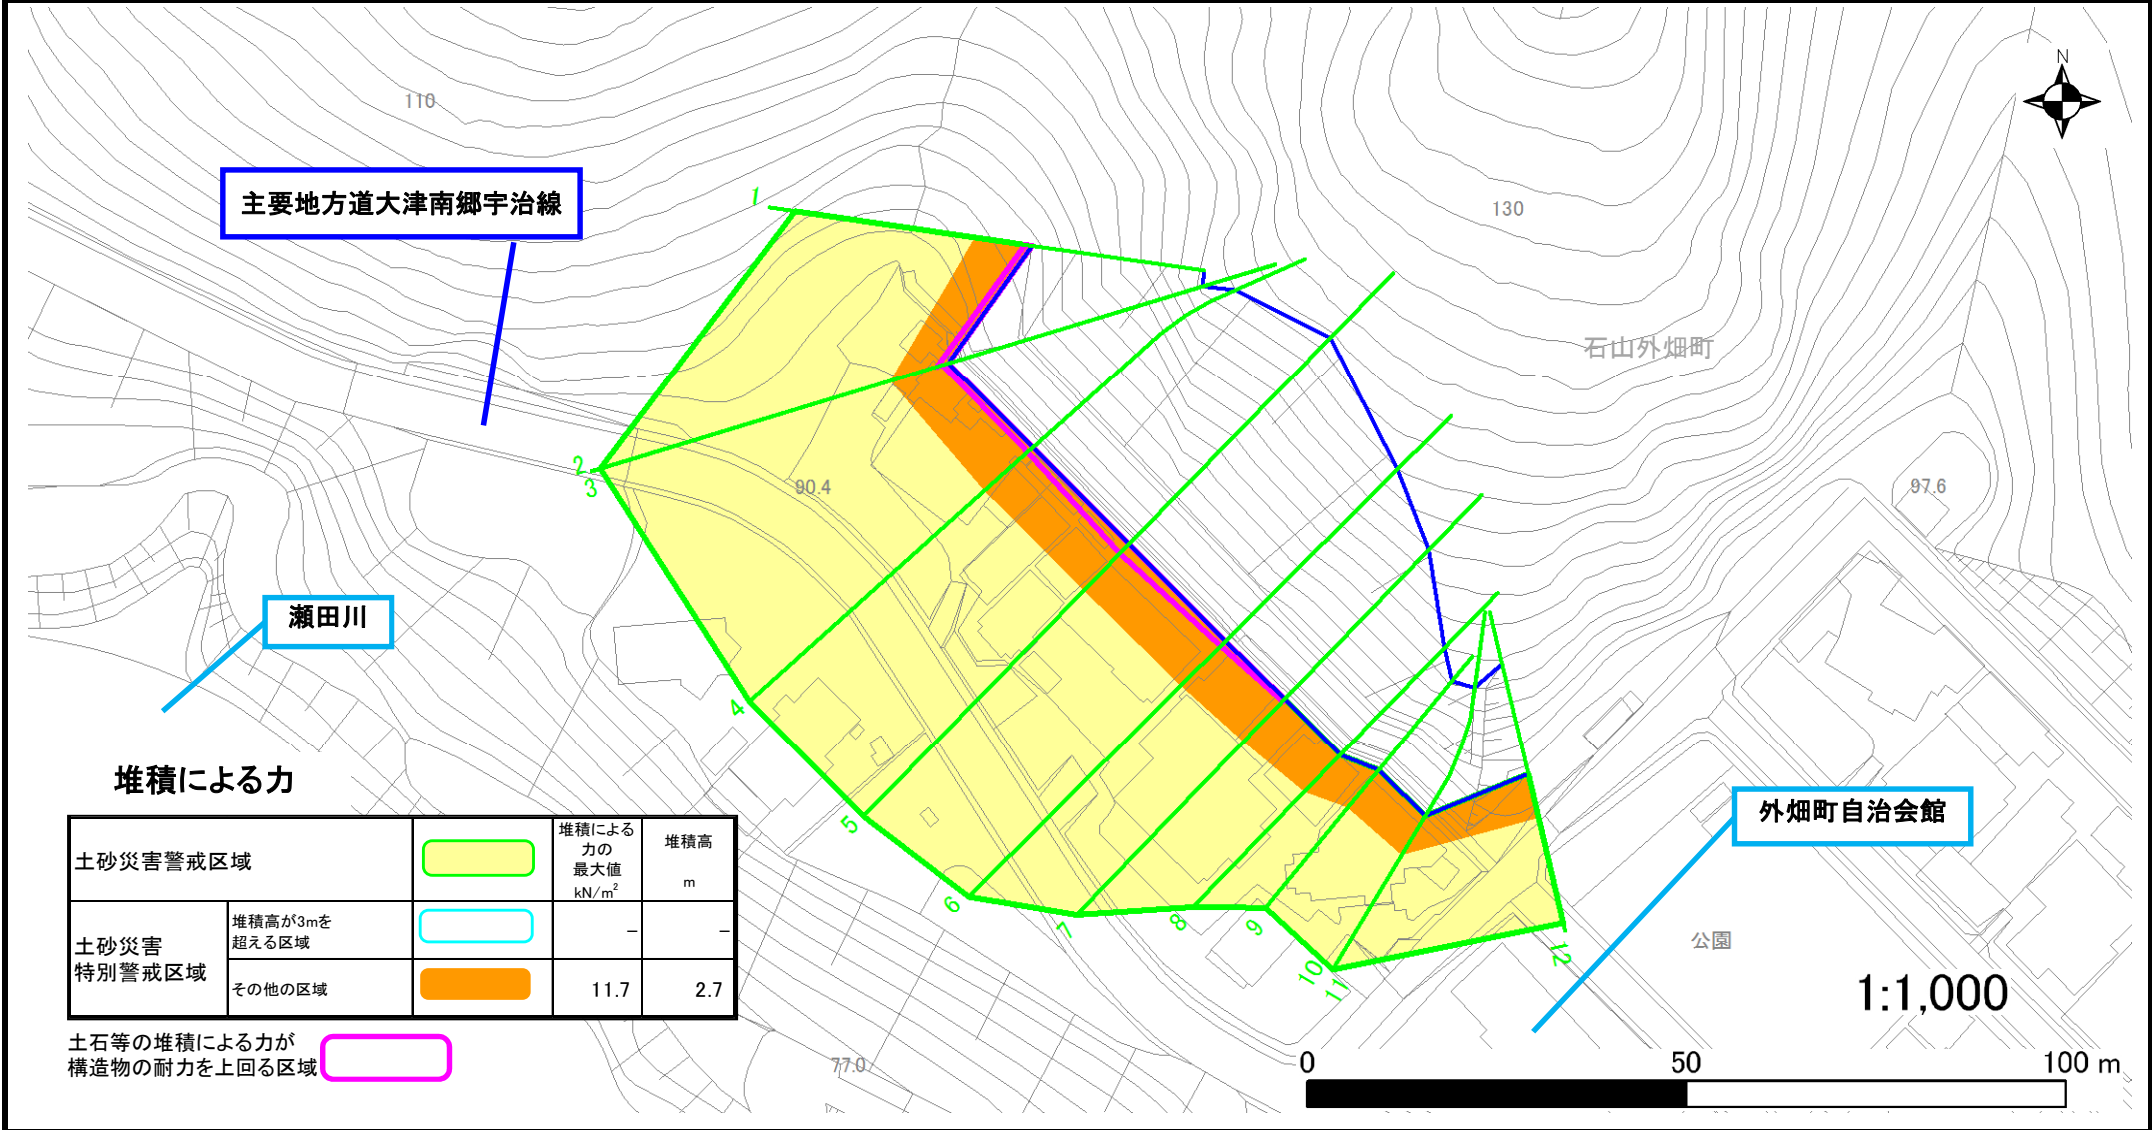 N
110
主要地方道大津南郷宇治線
130
石山外畑町
1
2
3
90.4
97.6
瀬田川
4
5
6
7
8
9
10
11
12
外畑町自治会館
公園
77.0
堆積による力
土砂災害警戒区域
堆積による
力の
最大値
kN/m²
堆積高
m
土砂災害
特別警戒区域
堆積高が3mを
超える区域
－
－
その他の区域
11.7
2.7
土石等の堆積による力が
構造物の耐力を上回る区域
1:1,000
0 50 100 m